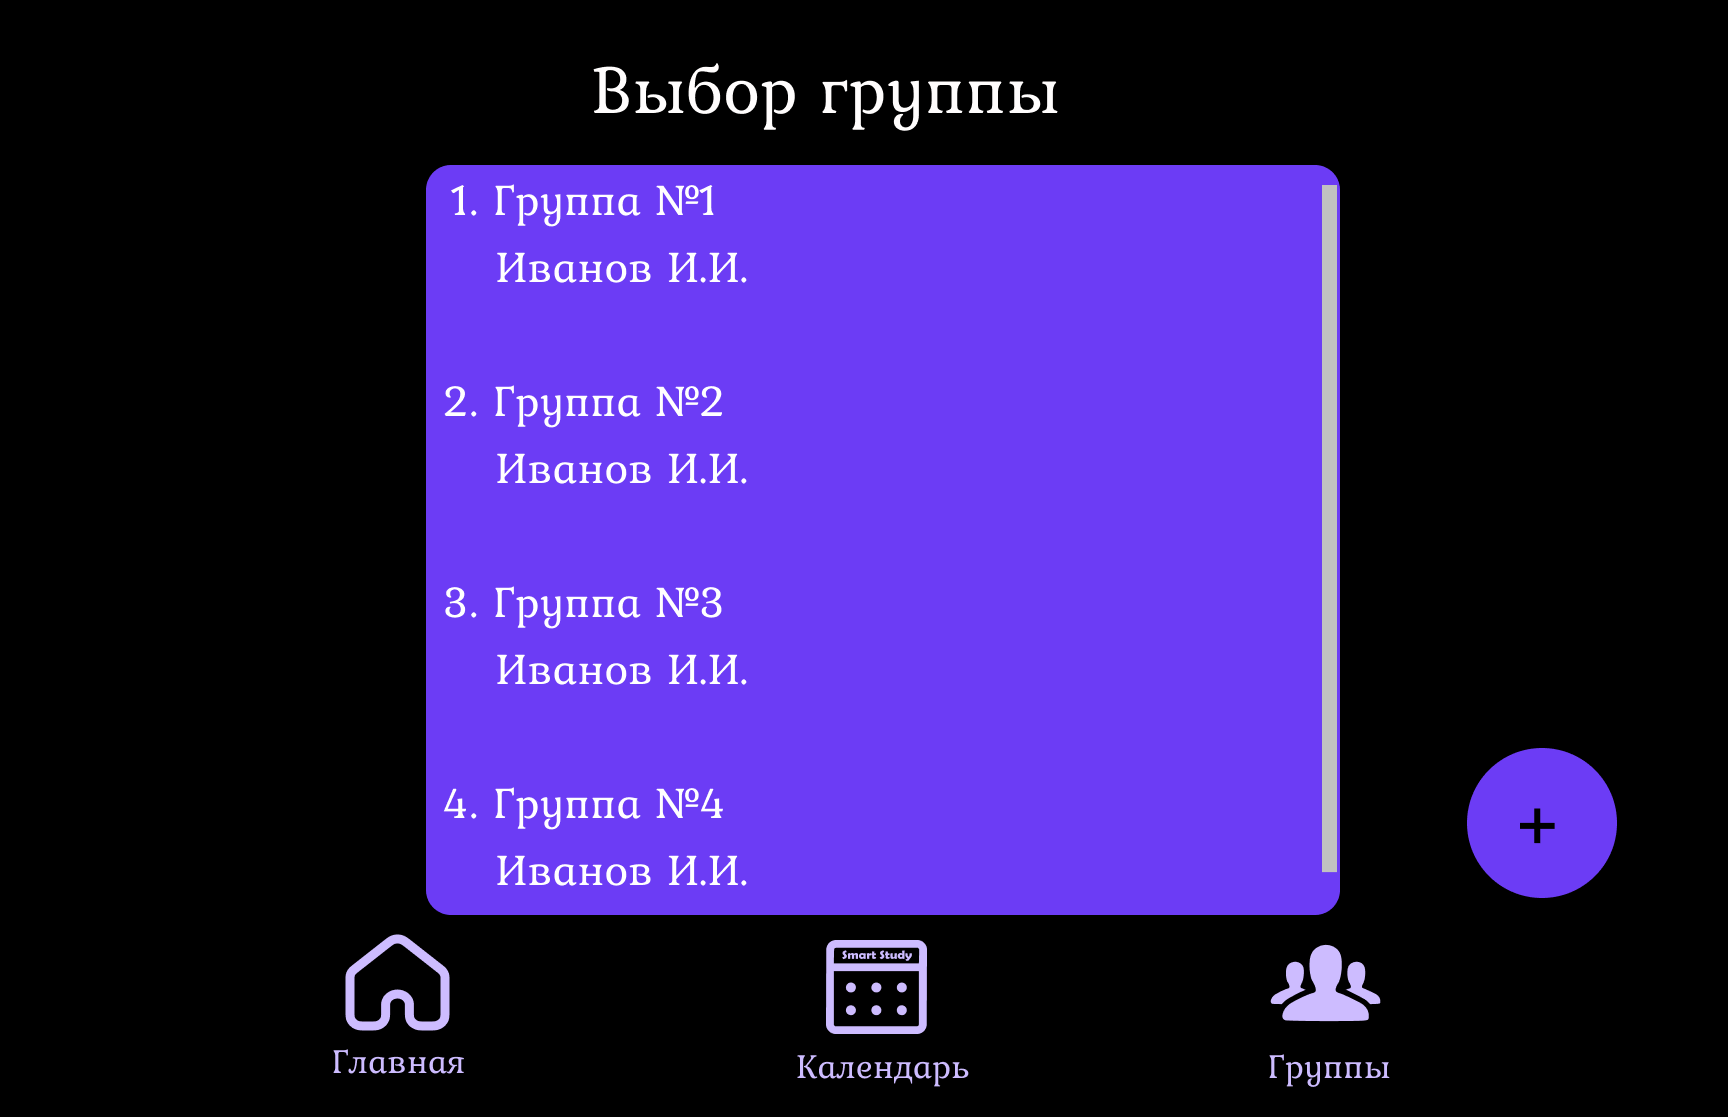 Выбор группы
1. Группа №1
Иванов И.И.
2. Группа №2
Иванов И.И.
3. Группа №3
Иванов И.И.
4. Группа №4
Иванов И.И.
+
Smart Study
Главная
Календарь
Группы